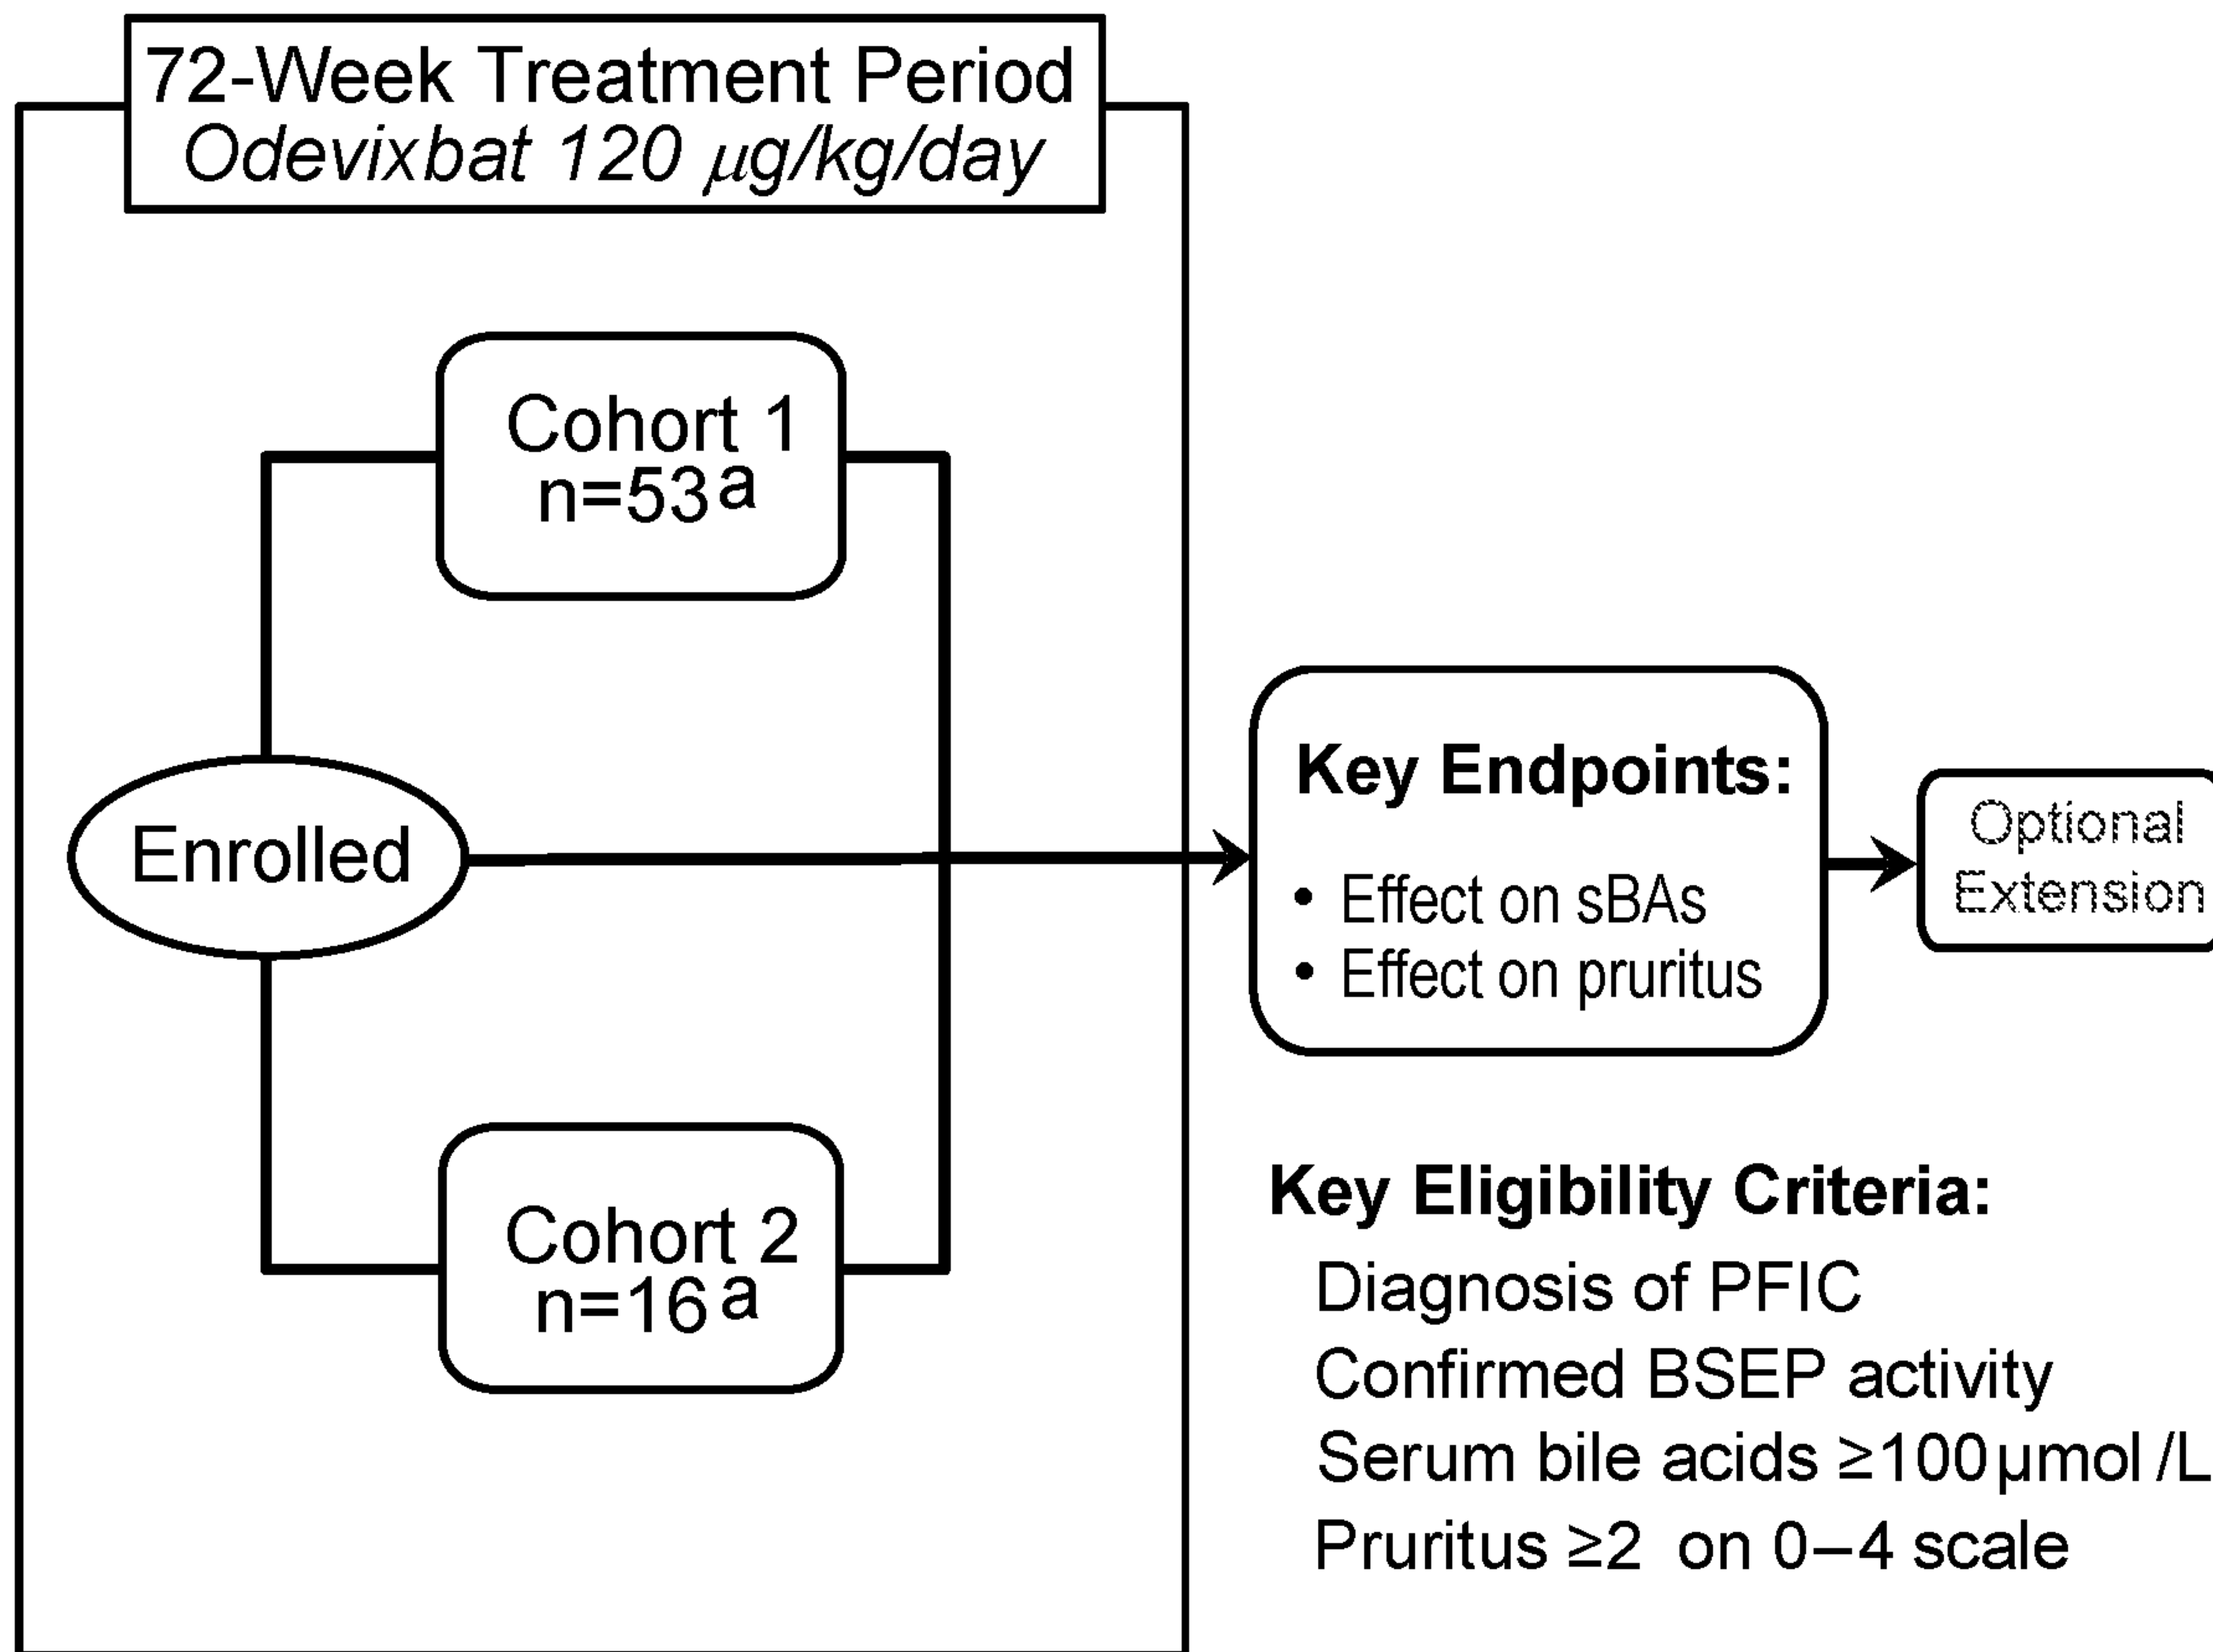 72-Week Treatment Period
Odevixbat 120 μg/kg/day
Cohort 1
n=53a
Enrolled
Cohort 2
n=16a
Key Endpoints:
• Effect on sBAs
• Effect on pruritus
Optional
Extension
Key Eligibility Criteria:
Diagnosis of PFIC
Confirmed BSEP activity
Serum bile acids ≥100 µmol /L
Pruritus ≥2 on 0–4 scale